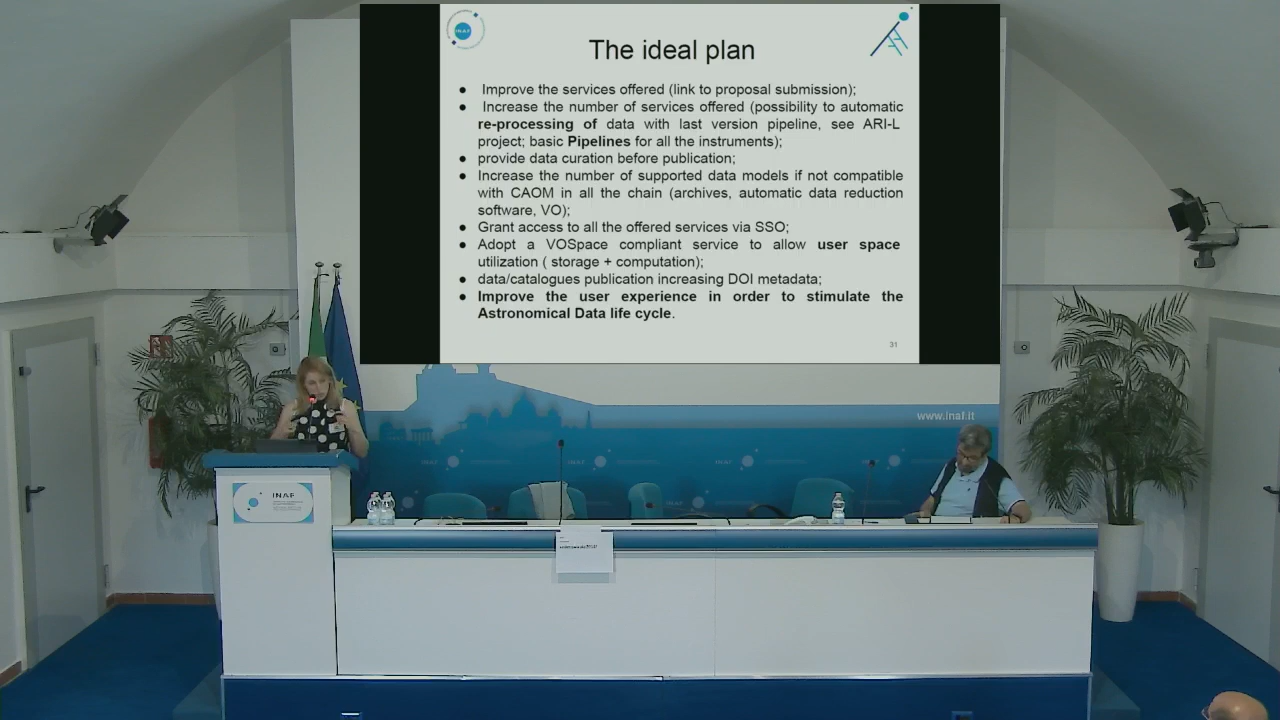 INAF
The ideal plan
● Improve the services offered (link to proposal submission);
● Increase the number of services offered (possibility to automatic
re-processing of data with last version pipeline, see ARI-L
project; basic Pipelines for all the instruments);
● provide data curation before publication;
● Increase the number of supported data models if not compatible
with CAOM in all the chain (archives, automatic data reduction
software, VO);
● Grant access to all the offered services via SSO;
● Adopt a VOSpace compliant service to allow user space
utilization ( storage + computation);
● data/catalogues publication increasing DOI metadata;
● Improve the user experience in order to stimulate the
Astronomical Data life cycle.
31
www.inaf.it
INAF
INAF
INAF
INAF
INAF